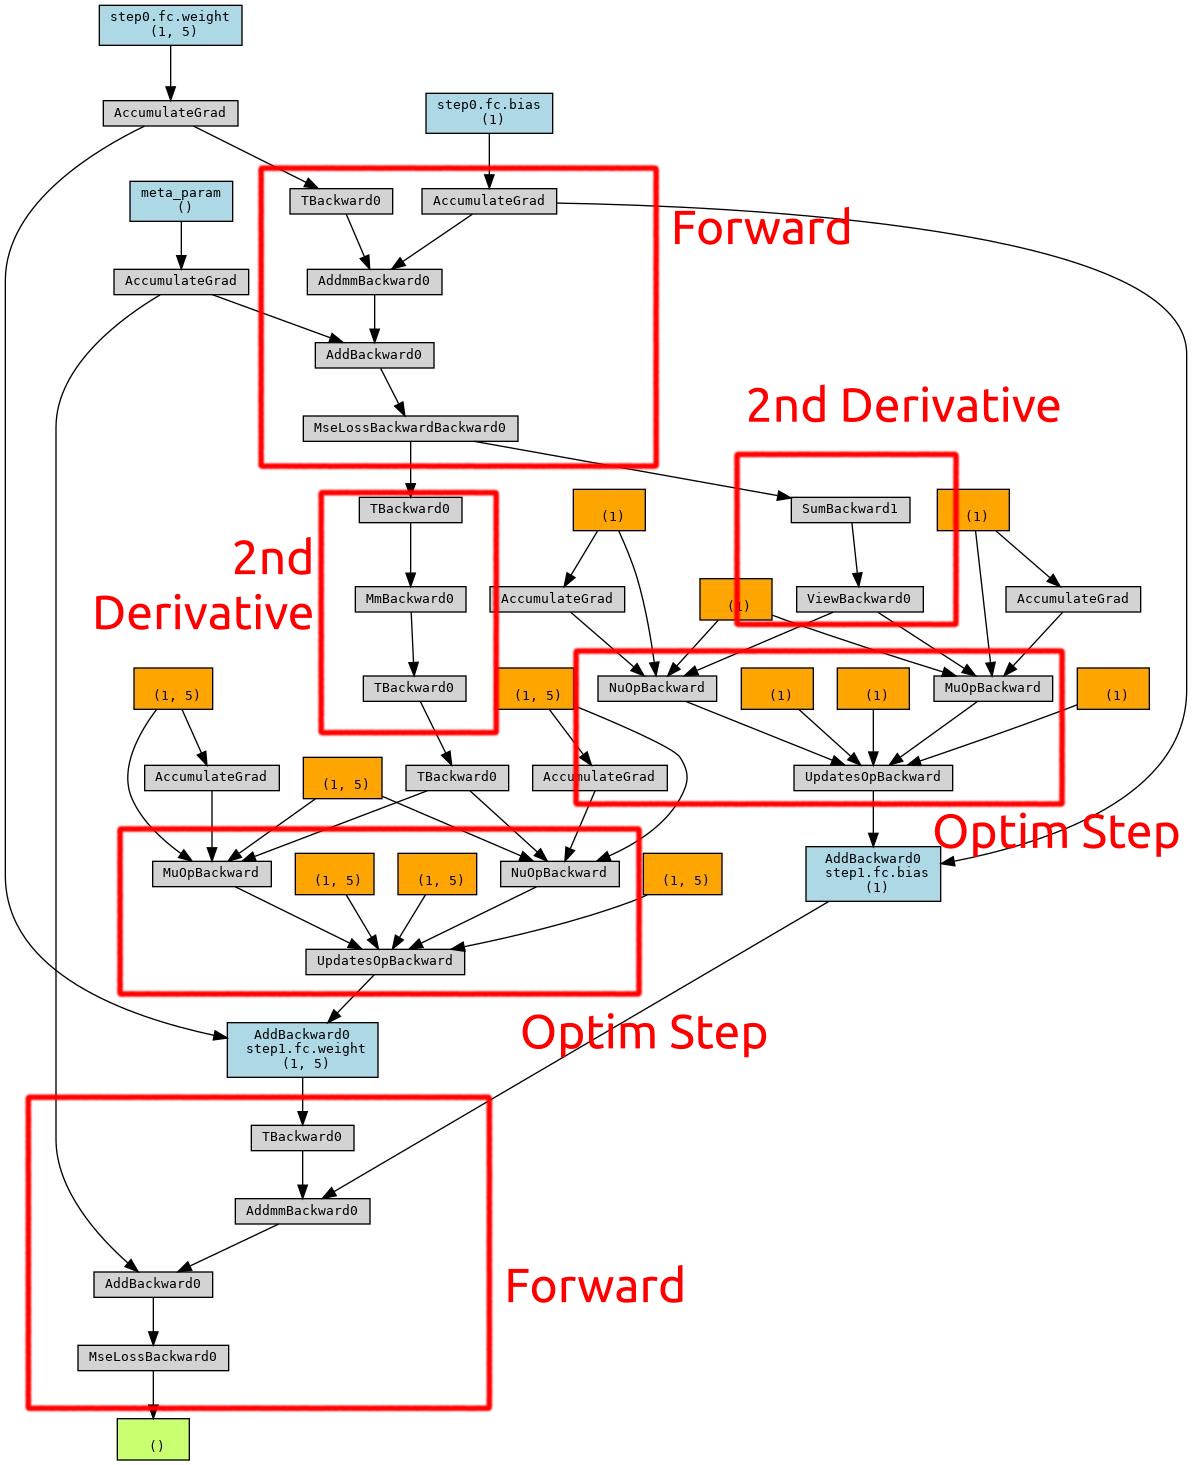 step0.fc.weight
(1, 5)
AccumulateGrad
step0.fc.bias
(1)
meta_param
()
TBackward0
AccumulateGrad
Forward
AccumulateGrad
AddmmBackward0
AddBackward0
2nd Derivative
MseLossBackwardBackward0
TBackward0
(1)
SumBackward1
(1)
2nd
Derivative
MmBackward0
AccumulateGrad
(1)
ViewBackward0
AccumulateGrad
(1, 5)
TBackward0
(1, 5)
NuOpBackward
(1)
(1)
MuOpBackward
(1)
AccumulateGrad
(1, 5)
TBackward0
AccumulateGrad
UpdatesOpBackward
Optim Step
MuOpBackward
(1, 5)
(1, 5)
NuOpBackward
(1, 5)
AddBackward0
step1.fc.bias
(1)
UpdatesOpBackward
Optim Step
AddBackward0
step1.fc.weight
(1, 5)
TBackward0
AddmmBackward0
AddBackward0
Forward
MseLossBackward0
()